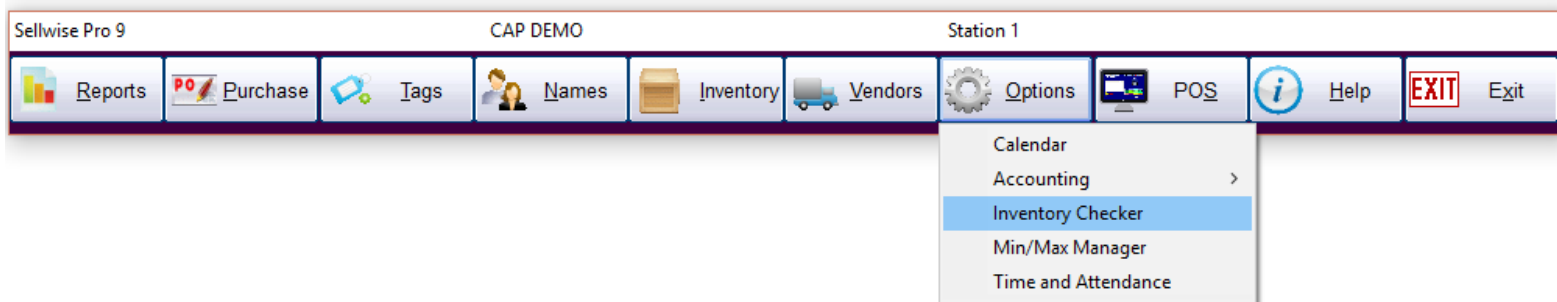 Sellwise Pro 9 CAP DEMO Station 1
Reports PO Purchase Tags Names Inventory Vendors Options POS i Help EXIT Exit
Calendar
Accounting >
Inventory Checker
Min/Max Manager
Time and Attendance